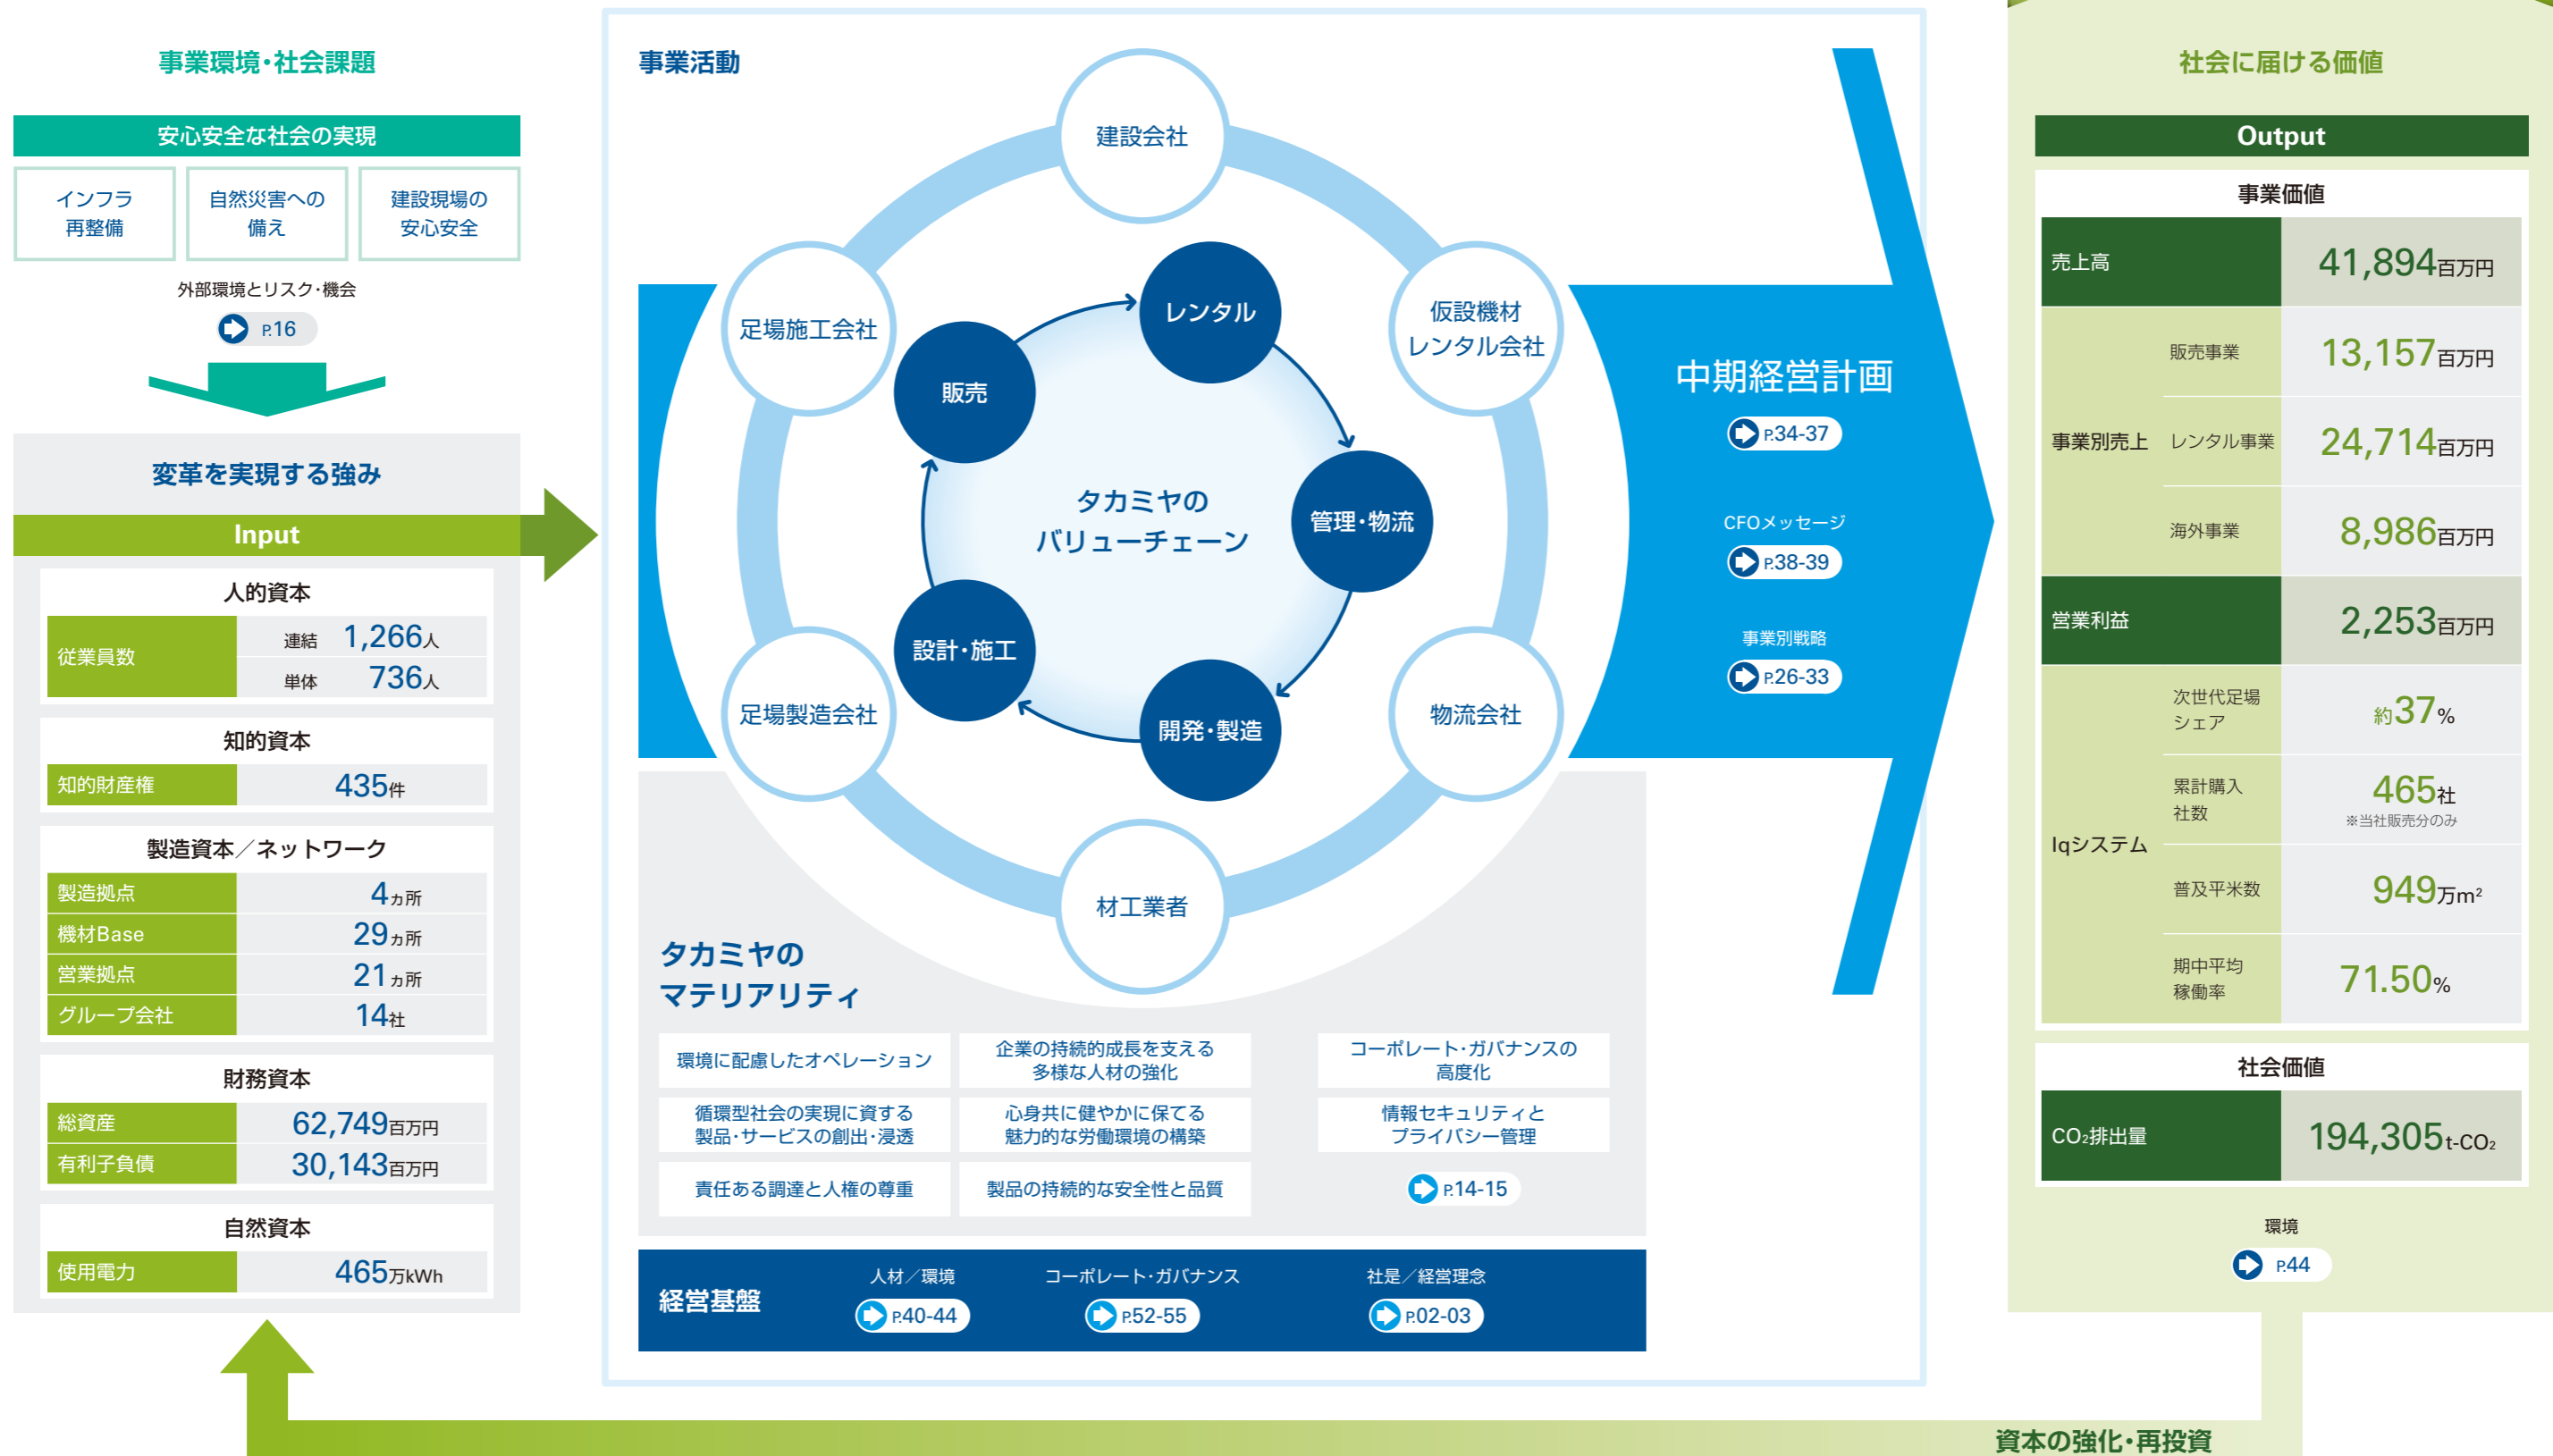 事業環境・社会課題
安心安全な社会の実現
インフラ
再整備
自然災害への
備え
建設現場の
安心安全
外部環境とリスク・機会
P.16
変革を実現する強み
Input
人的資本
従業員数
連結 1,266人
単体 736人
知的資本
知的財産権 435件
製造資本／ネットワーク
製造拠点 4ヵ所
機材Base 29ヵ所
営業拠点 21ヵ所
グループ会社 14社
財務資本
総資産 62,749百万円
有利子負債 30,143百万円
自然資本
使用電力 465万kWh
事業活動
建設会社
足場施工会社
仮設機材
レンタル会社
足場製造会社
物流会社
材工業者
レンタル
販売
管理・物流
設計・施工
開発・製造
タカミヤの
バリューチェーン
中期経営計画
P.34-37
CFOメッセージ
P.38-39
事業別戦略
P.26-33
タカミヤの
マテリアリティ
環境に配慮したオペレーション
企業の持続的成長を支える
多様な人材の強化
コーポレート・ガバナンスの
高度化
循環型社会の実現に資する
製品・サービスの創出・浸透
心身共に健やかに保てる
魅力的な労働環境の構築
情報セキュリティと
プライバシー管理
責任ある調達と人権の尊重
製品の持続的な安全性と品質
P.14-15
経営基盤
人材／環境
P.40-44
コーポレート・ガバナンス
P.52-55
社是／経営理念
P.02-03
社会に届ける価値
Output
事業価値
売上高 41,894百万円
事業別売上
販売事業 13,157百万円
レンタル事業 24,714百万円
海外事業 8,986百万円
営業利益 2,253百万円
Iqシステム
次世代足場
シェア
約37%
累計購入
社数
465社
※当社販売分のみ
普及平米数 949万m²
期中平均
稼働率
71.50%
社会価値
CO₂排出量 194,305t-CO₂
環境
P.44
資本の強化・再投資